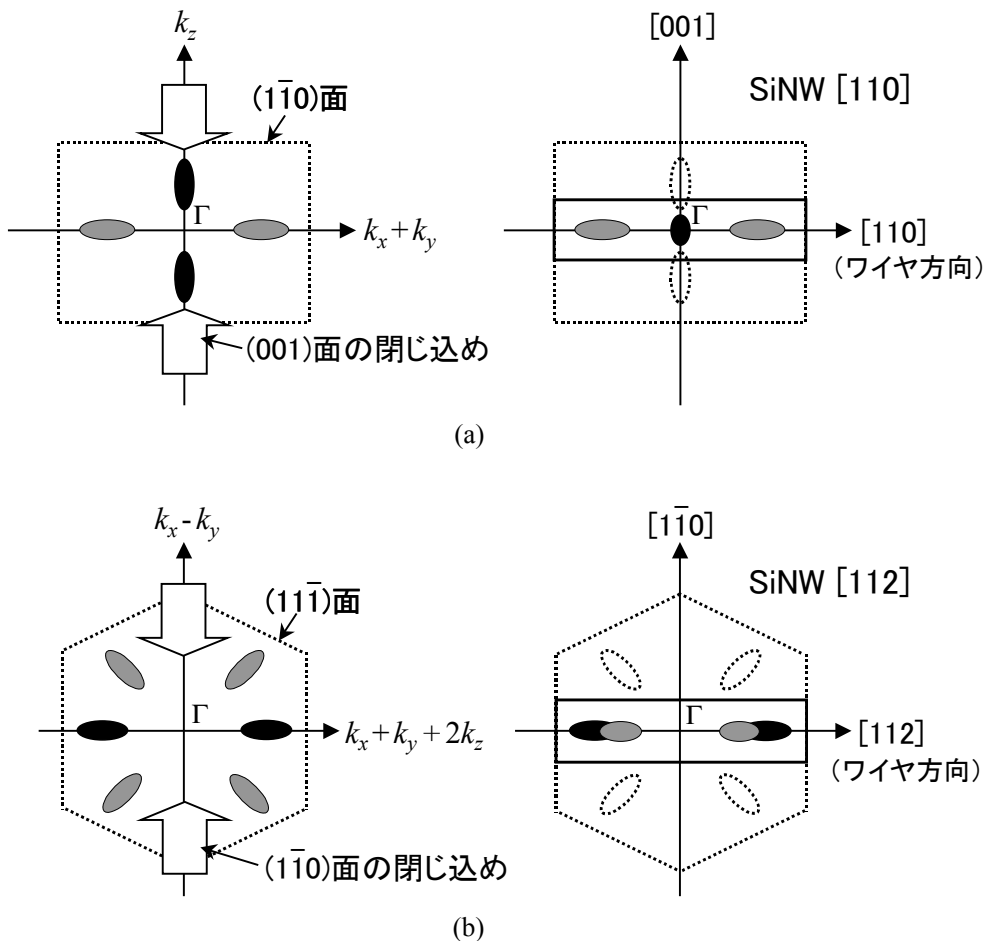 k_z
(11̄0)面
Γ
k_x + k_y
(001)面の閉じ込め
[001]
SiNW [110]
Γ
[110]
(ワイヤ方向)
(a)
k_x - k_y
(111̄)面
Γ
k_x + k_y + 2k_z
(11̄0)面の閉じ込め
[11̄0]
SiNW [112]
Γ
[112]
(ワイヤ方向)
(b)